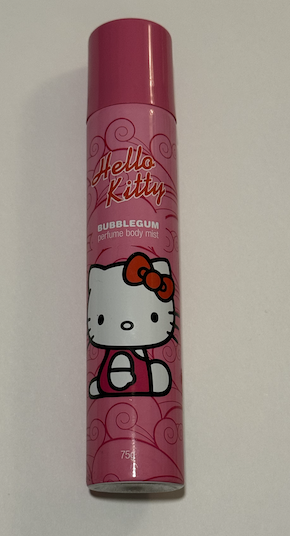 Hello
Kitty
BUBBLEGUM
perfume body mist
75g